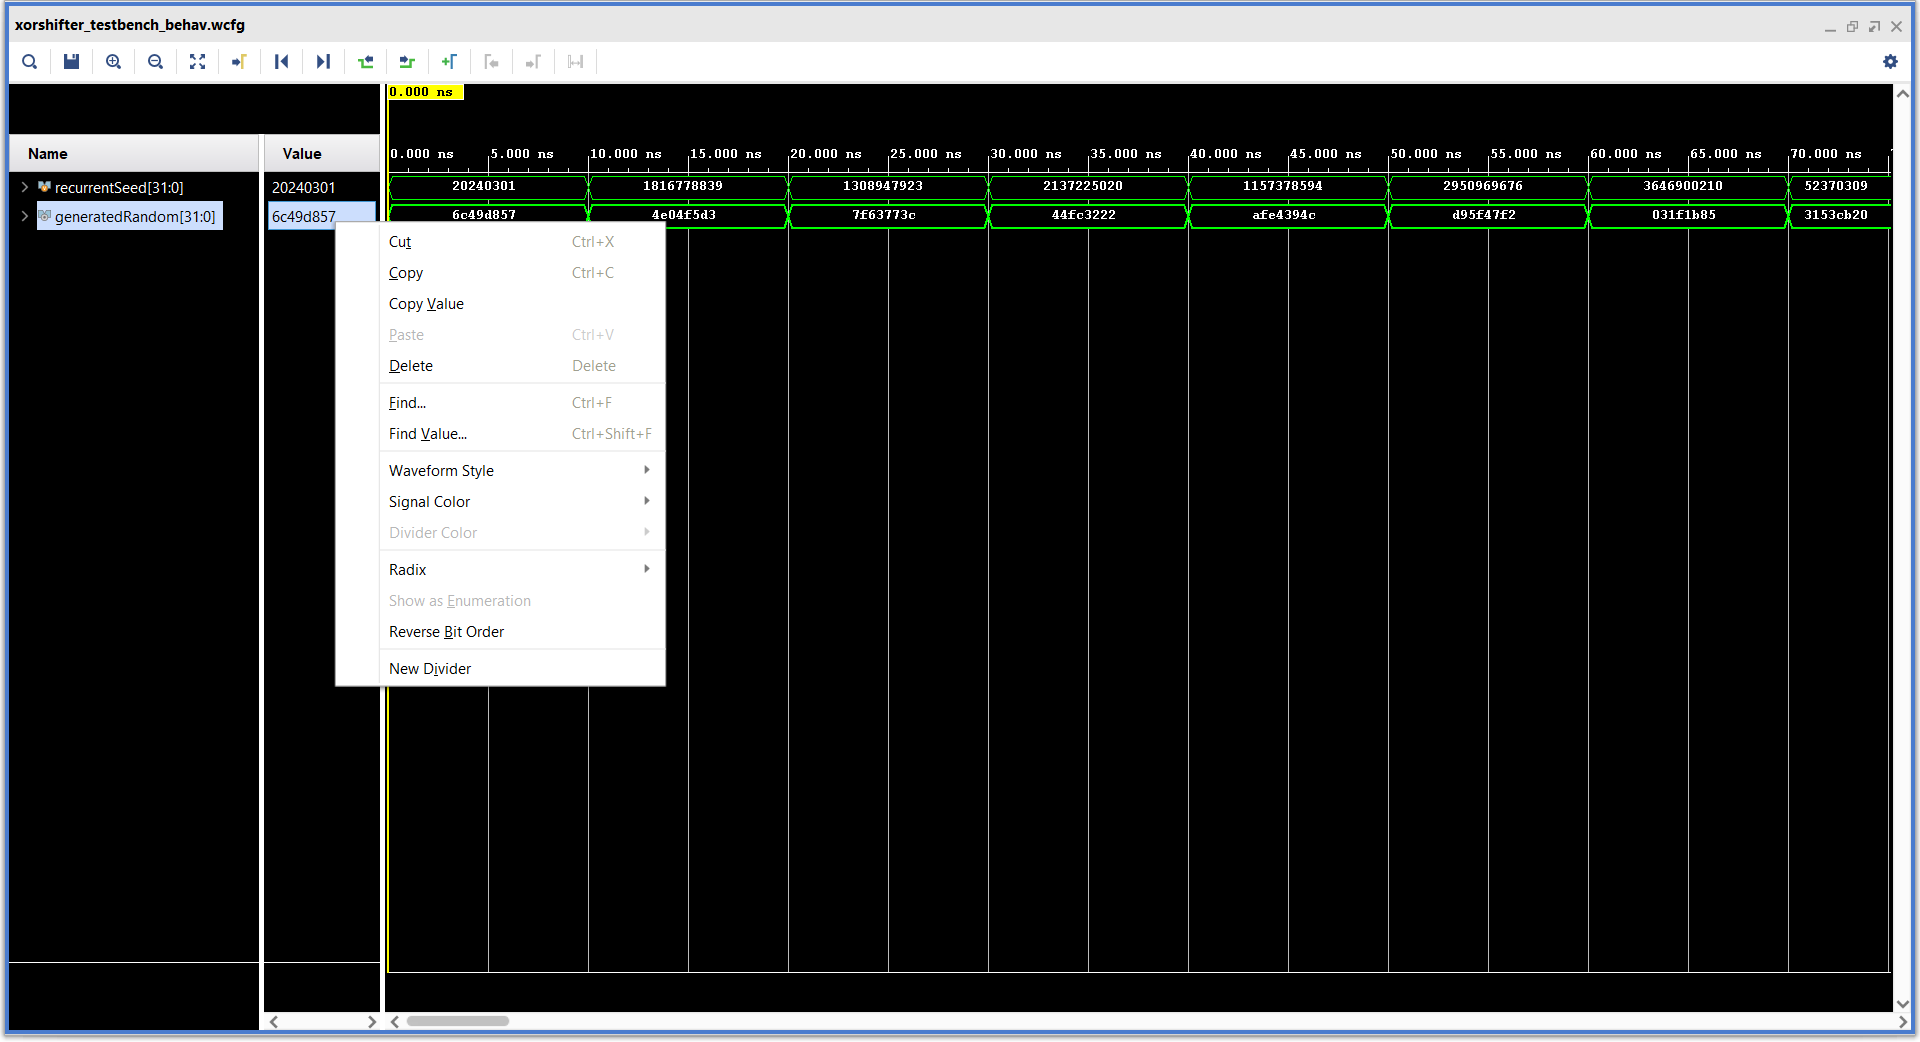 xorshifter_testbench_behav.wcfg
0.000 ns
Name Value
0.000 ns 5.000 ns 10.000 ns 15.000 ns 20.000 ns 25.000 ns 30.000 ns 35.000 ns 40.000 ns 45.000 ns 50.000 ns 55.000 ns 60.000 ns 65.000 ns 70.000 ns
recurrentSeed[31:0] 20240301 20240301 1816778839 1308947923 2137225020 1157378594 2950969676 3646900210 52370309
generatedRandom[31:0] 6c49d857 6c49d857 4e04f5d3 7f63773c 44fc3222 afe4394c d95f47f2 031f1b85 3153cb20
Cut Ctrl+X
Copy Ctrl+C
Copy Value
Paste Ctrl+V
Delete Delete
Find... Ctrl+F
Find Value... Ctrl+Shift+F
Waveform Style
Signal Color
Divider Color
Radix
Show as Enumeration
Reverse Bit Order
New Divider